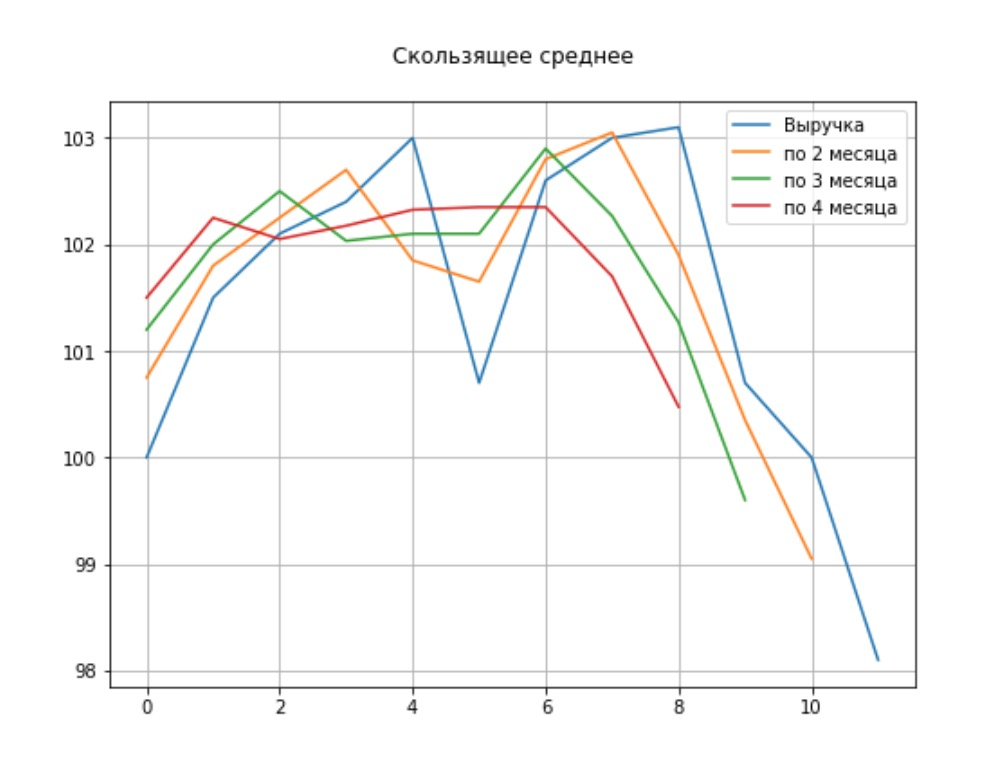 Скользящее среднее
Выручка
по 2 месяца
по 3 месяца
по 4 месяца
103
102
101
100
99
98
0 2 4 6 8 10